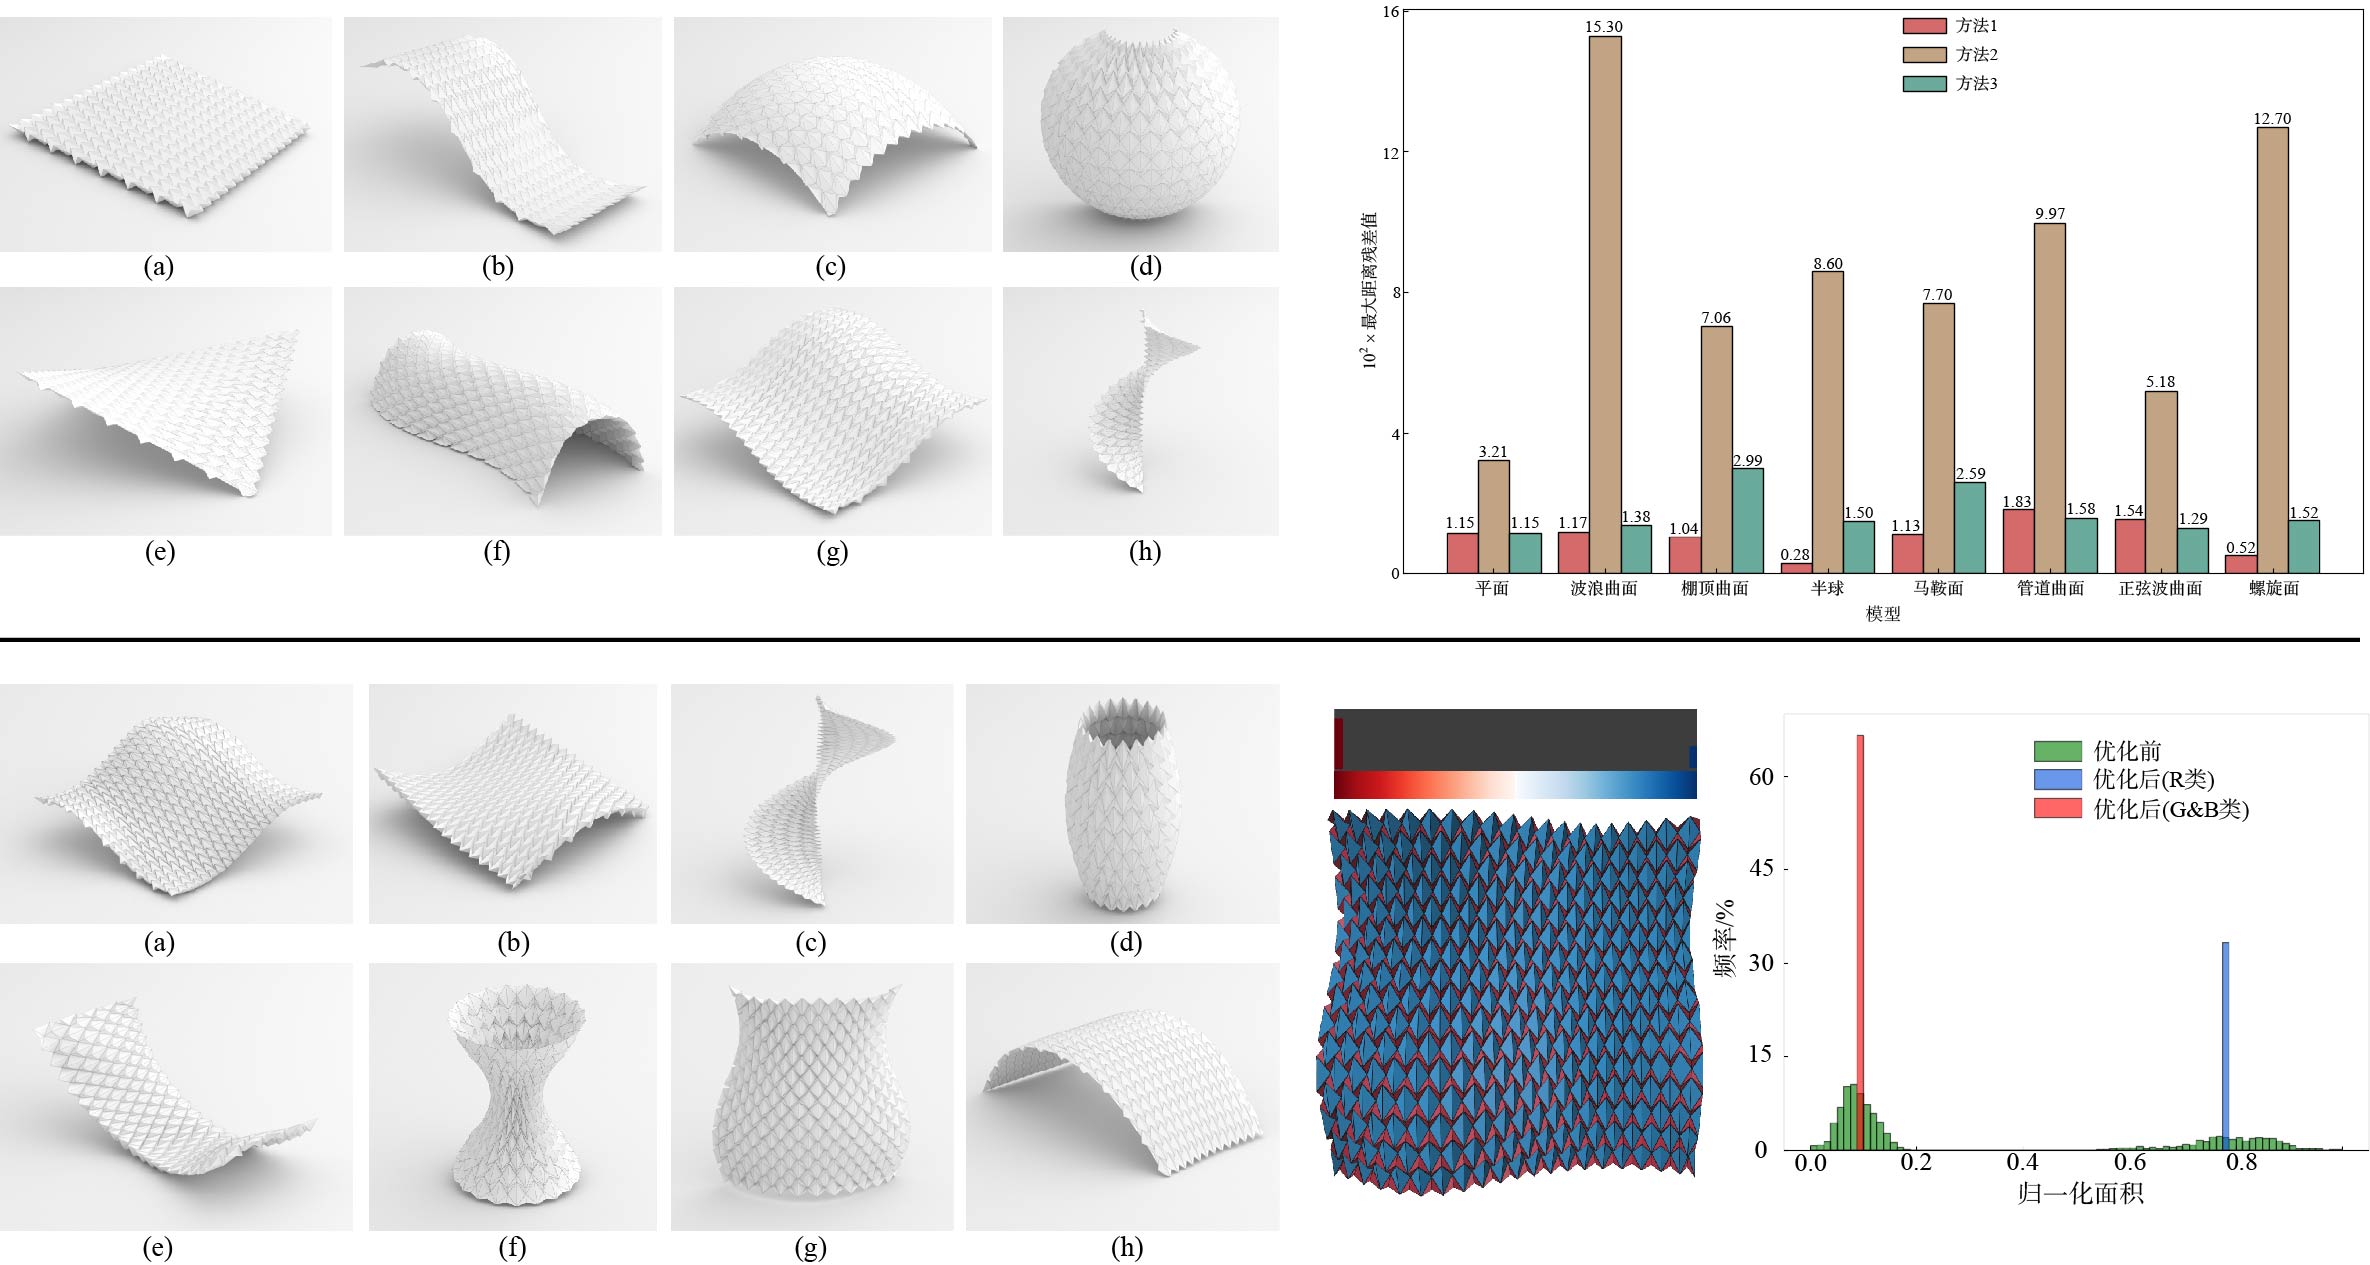 (a)
(b)
(c)
(d)
(e)
(f)
(g)
(h)
16
12
8
4
0
10² × 最大距离残差值
方法1
方法2
方法3
1.15
3.21
1.15
1.17
15.30
1.38
1.04
7.06
2.99
0.28
8.60
1.50
1.13
7.70
2.59
1.83
9.97
1.58
1.54
5.18
1.29
0.52
12.70
1.52
平面
波浪曲面
棚顶曲面
半球
马鞍面
管道曲面
正弦波曲面
螺旋面
模型
(a)
(b)
(c)
(d)
(e)
(f)
(g)
(h)
优化前
优化后(R类)
优化后(G&B类)
频率/%
60
45
30
15
0
0.0
0.2
0.4
0.6
0.8
归一化面积